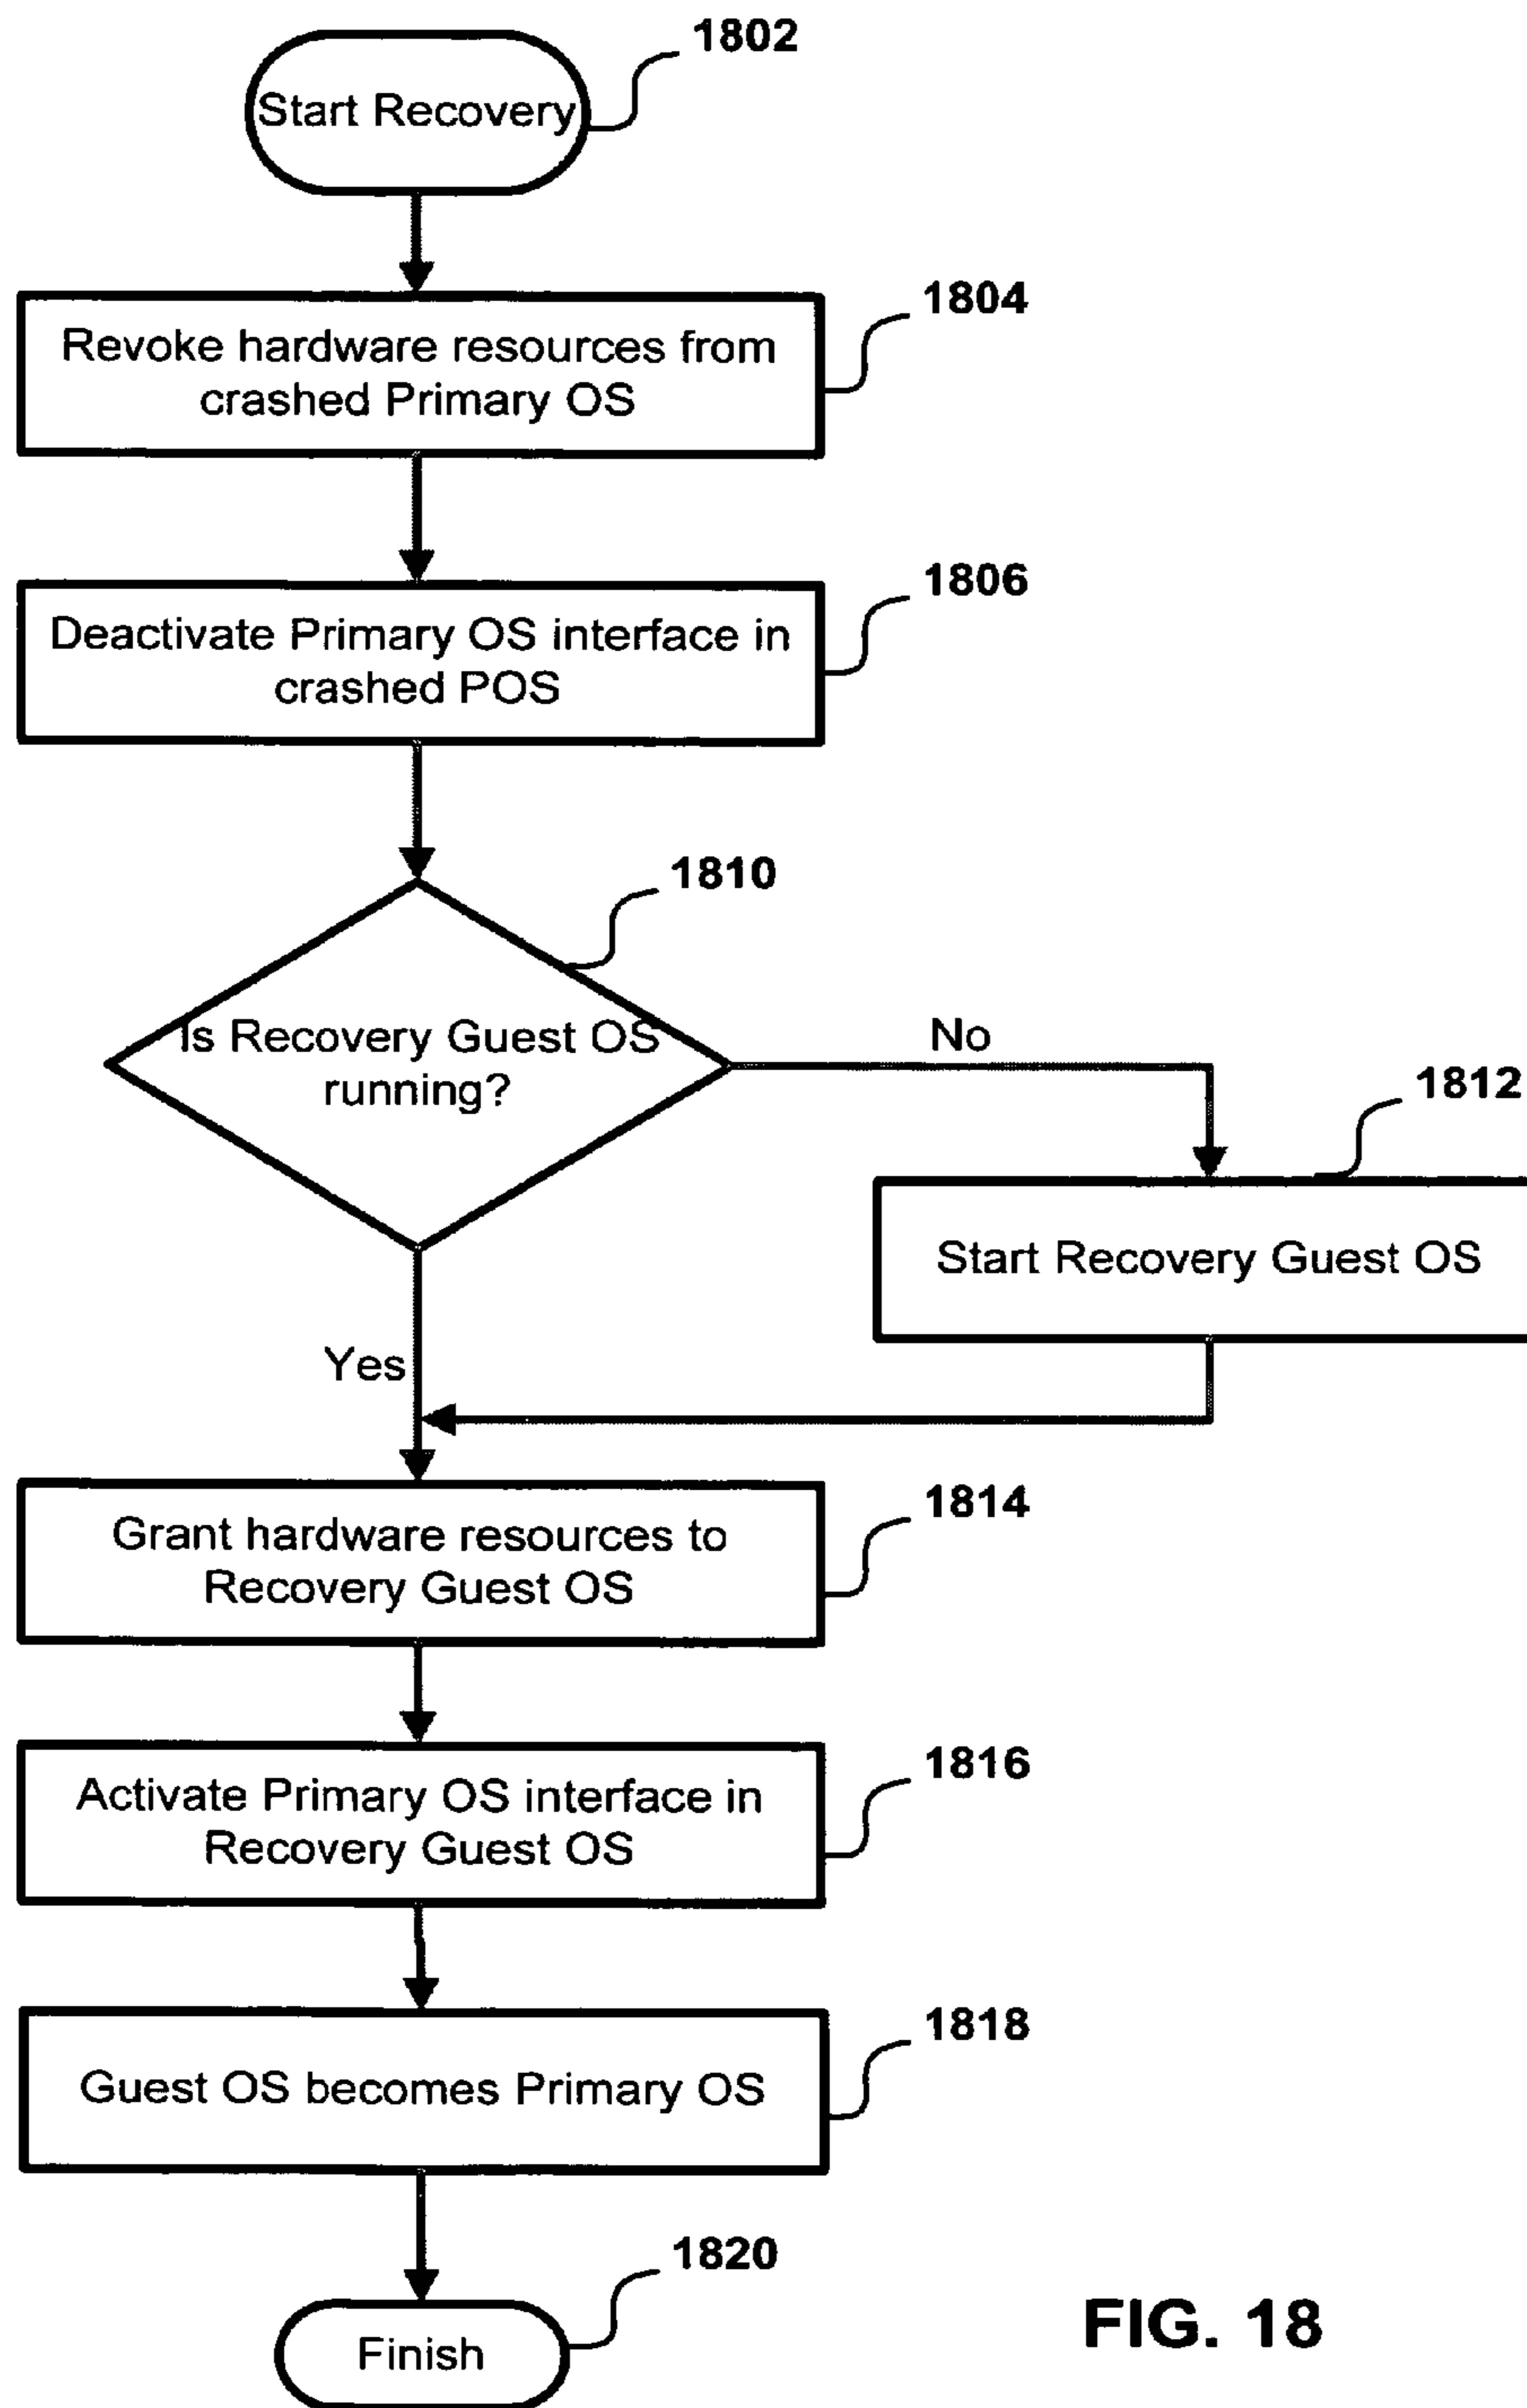 1802
Start Recovery
1804
Revoke hardware resources from
crashed Primary OS
1806
Deactivate Primary OS interface in
crashed POS
1810
Is Recovery Guest OS
running?
No
1812
Start Recovery Guest OS
Yes
1814
Grant hardware resources to
Recovery Guest OS
1816
Activate Primary OS interface in
Recovery Guest OS
1818
Guest OS becomes Primary OS
1820
Finish
FIG. 18